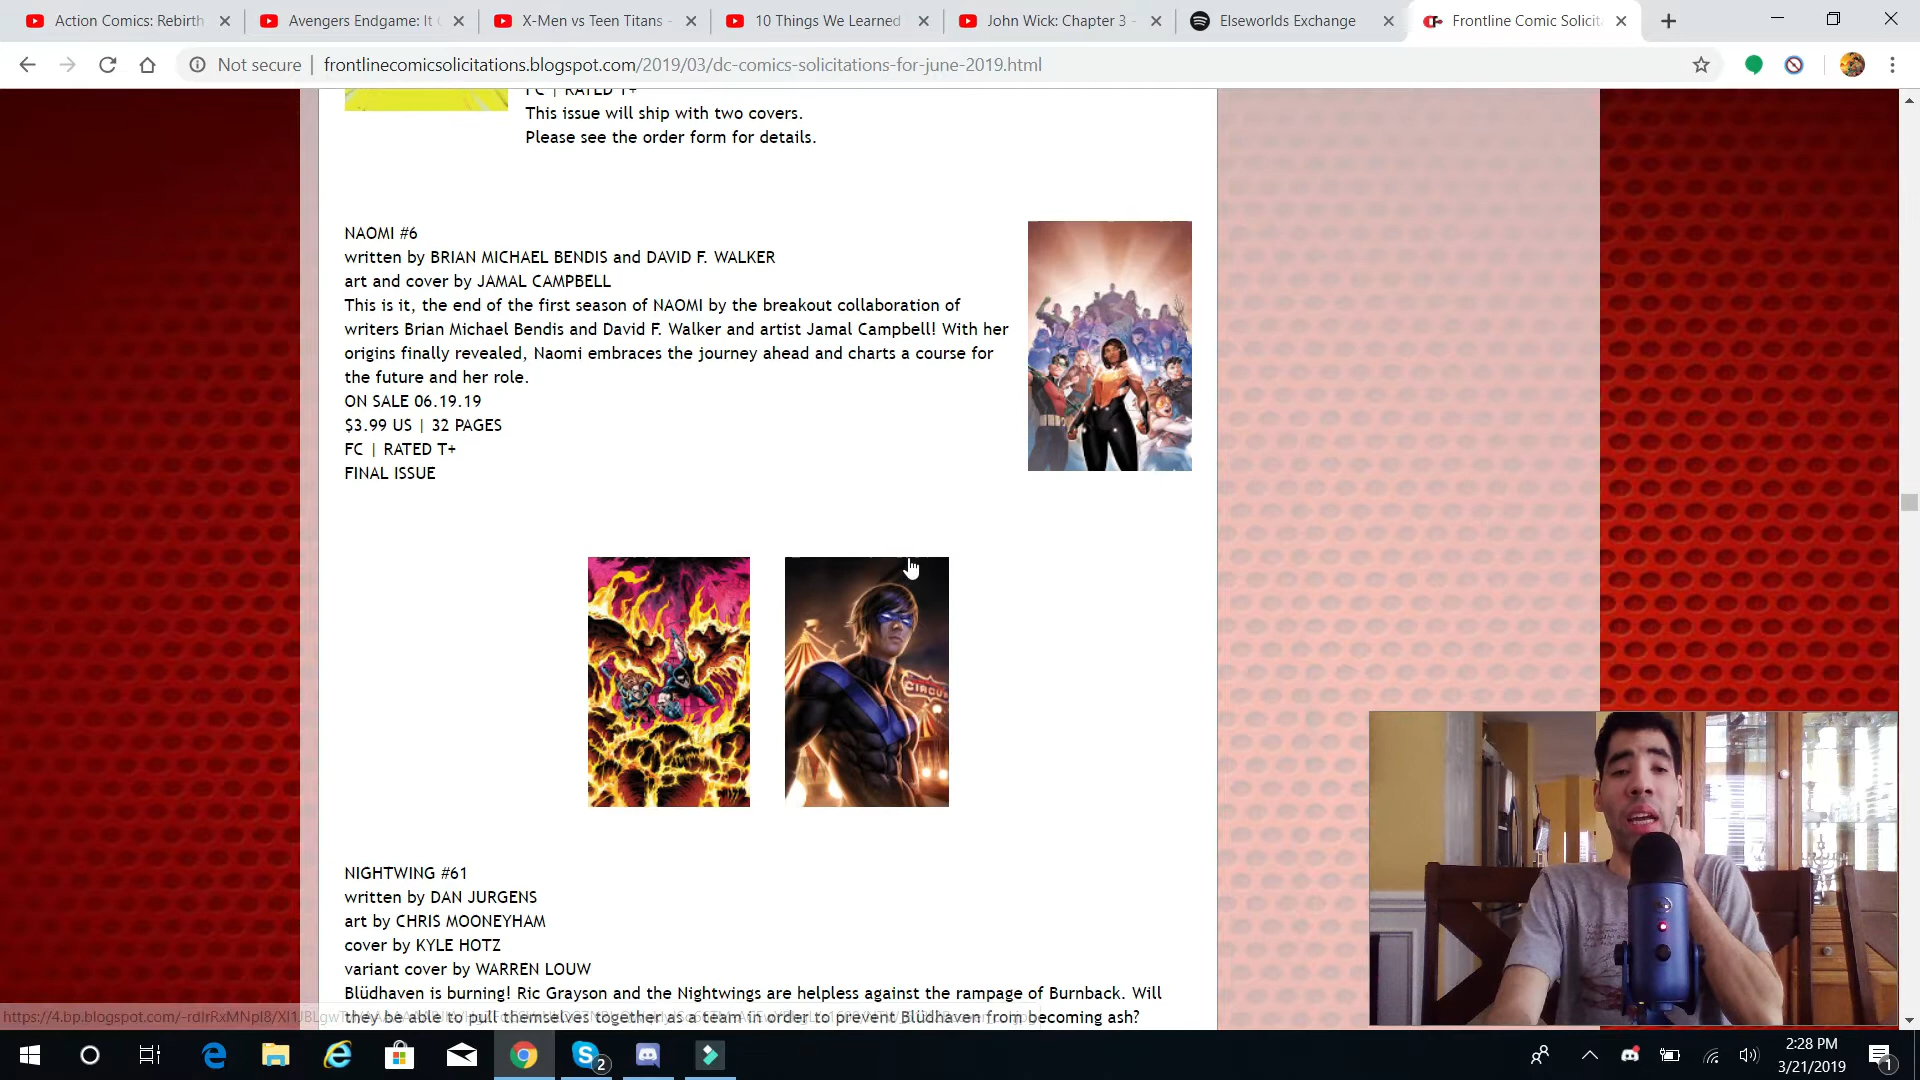 Action Comics: Rebirth
Avengers Endgame: It
X-Men vs Teen Titans -
10 Things We Learned
John Wick: Chapter 3 -
Elseworlds Exchange
Frontline Comic Solicit
Not secure
frontlinecomicsolicitations.blogspot.com/2019/03/dc-comics-solicitations-for-june-2019.html
FC | RATED T+
This issue will ship with two covers.
Please see the order form for details.
NAOMI #6
written by BRIAN MICHAEL BENDIS and DAVID F. WALKER
art and cover by JAMAL CAMPBELL
This is it, the end of the first season of NAOMI by the breakout collaboration of
writers Brian Michael Bendis and David F. Walker and artist Jamal Campbell! With her
origins finally revealed, Naomi embraces the journey ahead and charts a course for
the future and her role.
ON SALE 06.19.19
$3.99 US | 32 PAGES
FC | RATED T+
FINAL ISSUE
CIRCUS
NIGHTWING #61
written by DAN JURGENS
art by CHRIS MOONEYHAM
cover by KYLE HOTZ
variant cover by WARREN LOUW
Blüdhaven is burning! Ric Grayson and the Nightwings are helpless against the rampage of Burnback. Will
they be able to pull themselves together as a team in order to prevent Blüdhaven from becoming ash?
2
2:28 PM
3/21/2019
1